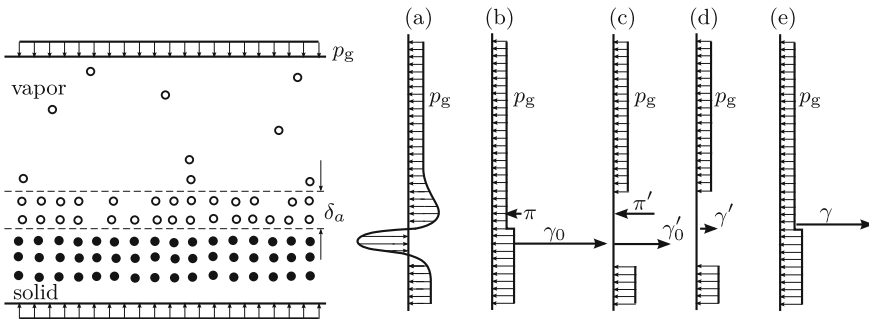 (a) (b) (c) (d) (e)
p_g
vapor
p_g p_g p_g p_g p_g
δ_a
π π′ γ′ γ
γ_0 γ′_0
solid